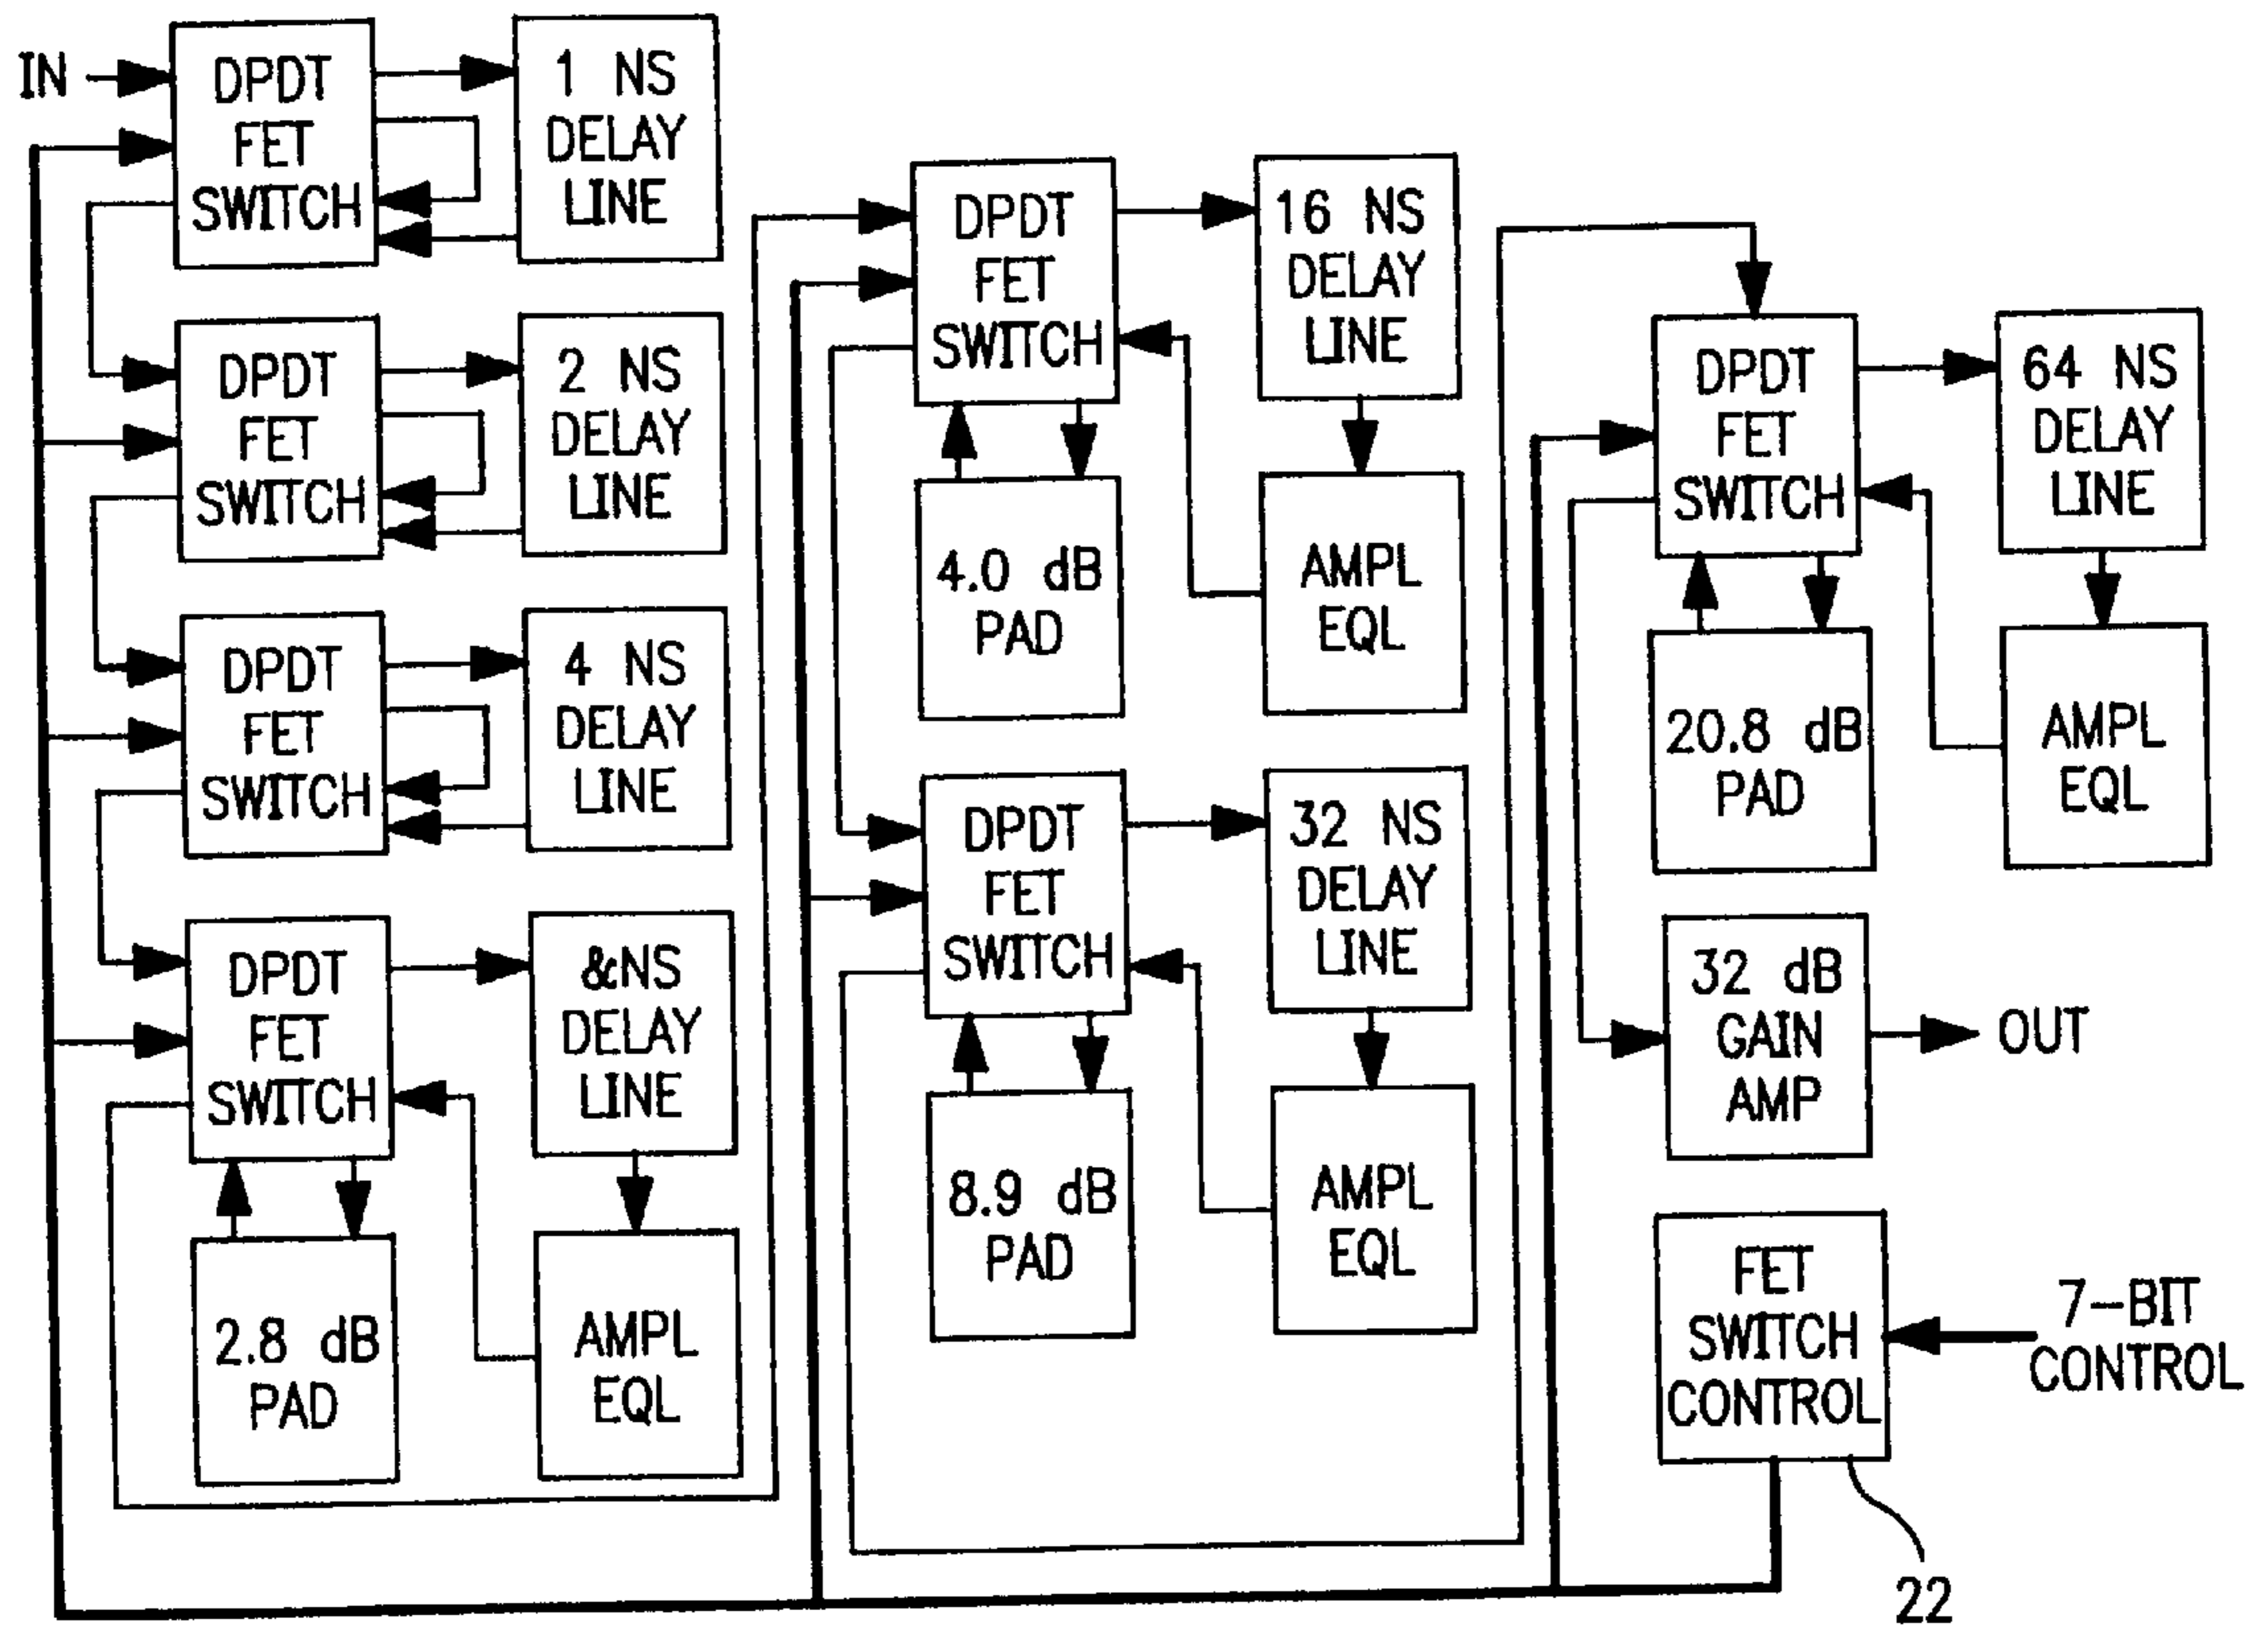 IN
DPDT
FET
SWITCH
1 NS
DELAY
LINE
DPDT
FET
SWITCH
2 NS
DELAY
LINE
DPDT
FET
SWITCH
4 NS
DELAY
LINE
DPDT
FET
SWITCH
&NS
DELAY
LINE
2.8 dB
PAD
AMPL
EQL
DPDT
FET
SWITCH
16 NS
DELAY
LINE
4.0 dB
PAD
AMPL
EQL
DPDT
FET
SWITCH
32 NS
DELAY
LINE
8.9 dB
PAD
AMPL
EQL
DPDT
FET
SWITCH
64 NS
DELAY
LINE
20.8 dB
PAD
AMPL
EQL
32 dB
GAIN
AMP
OUT
FET
SWITCH
CONTROL
7-BIT
CONTROL
22